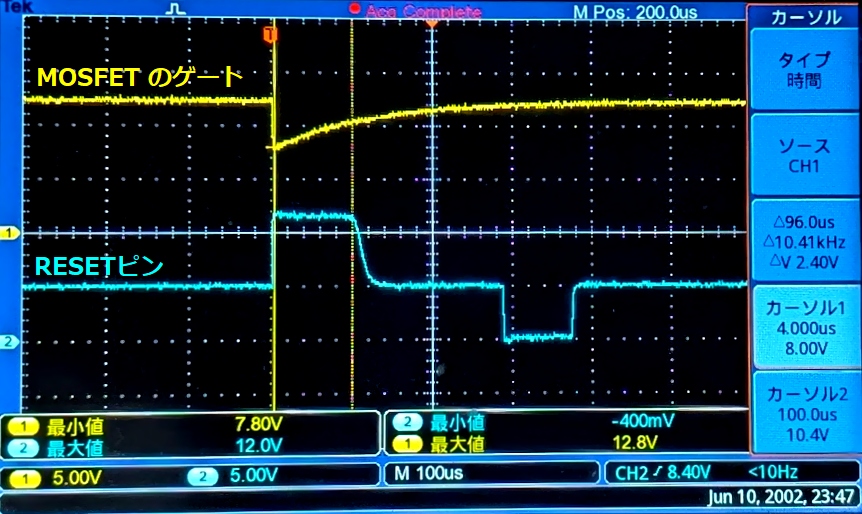 Tek
Acq Complete
M Pos: 200.0us
カーソル
MOSFET のゲート
タイプ
時間
ソース
CH1
△96.0us
△10.41kHz
△V 2.40V
T
1
RESETピン
2
カーソル1
4.000us
8.00V
カーソル2
100.0us
10.4V
1 最小値 7.80V
2 最大値 12.0V
2 最小値 -400mV
1 最大値 12.8V
1 5.00V
2 5.00V
M 100us
CH2 8.40V
<10Hz
Jun 10, 2002, 23:47